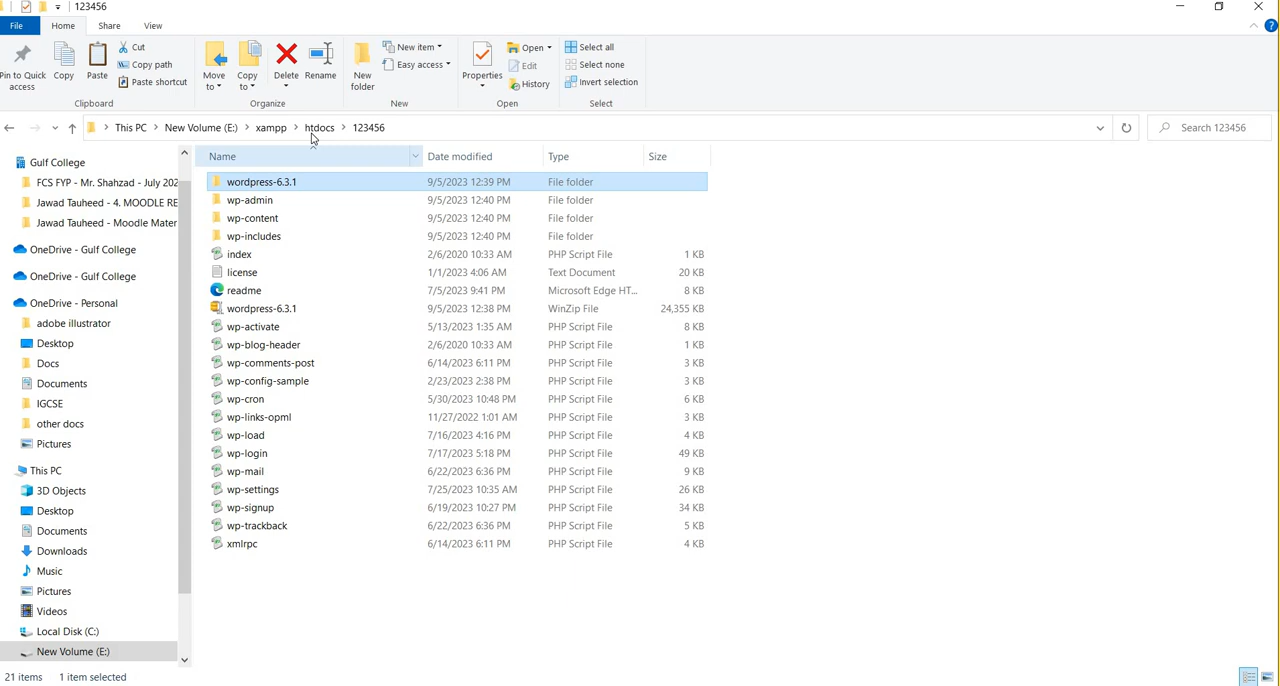 123456
File Home Share View
Pin to Quick access
Copy
Paste
Cut
Copy path
Paste shortcut
Clipboard
Move to
Copy to
Delete
Rename
Organize
New folder
New item
Easy access
New
Properties
Open
Edit
History
Open
Select all
Select none
Invert selection
Select
This PC > New Volume (E:) > xampp > htdocs > 123456
Search 123456
Gulf College
FCS FYP - Mr. Shahzad - July 202
Jawad Tauheed - 4. MOODLE RE
Jawad Tauheed - Moodle Mater
OneDrive - Gulf College
OneDrive - Gulf College
OneDrive - Personal
adobe illustrator
Desktop
Docs
Documents
IGCSE
other docs
Pictures
This PC
3D Objects
Desktop
Documents
Downloads
Music
Pictures
Videos
Local Disk (C:)
New Volume (E:)
Name Date modified Type Size
wordpress-6.3.1 9/5/2023 12:39 PM File folder
wp-admin 9/5/2023 12:40 PM File folder
wp-content 9/5/2023 12:40 PM File folder
wp-includes 9/5/2023 12:40 PM File folder
index 2/6/2020 10:33 AM PHP Script File 1 KB
license 1/1/2023 4:06 AM Text Document 20 KB
readme 7/5/2023 9:41 PM Microsoft Edge HT... 8 KB
wordpress-6.3.1 9/5/2023 12:38 PM WinZip File 24,355 KB
wp-activate 5/13/2023 1:35 AM PHP Script File 8 KB
wp-blog-header 2/6/2020 10:33 AM PHP Script File 1 KB
wp-comments-post 6/14/2023 6:11 PM PHP Script File 3 KB
wp-config-sample 2/23/2023 2:38 PM PHP Script File 3 KB
wp-cron 5/30/2023 10:48 PM PHP Script File 6 KB
wp-links-opml 11/27/2022 1:01 AM PHP Script File 3 KB
wp-load 7/16/2023 4:16 PM PHP Script File 4 KB
wp-login 7/17/2023 5:18 PM PHP Script File 49 KB
wp-mail 6/22/2023 6:36 PM PHP Script File 9 KB
wp-settings 7/25/2023 10:35 AM PHP Script File 26 KB
wp-signup 6/19/2023 10:27 PM PHP Script File 34 KB
wp-trackback 6/22/2023 6:36 PM PHP Script File 5 KB
xmlrpc 6/14/2023 6:11 PM PHP Script File 4 KB
21 items 1 item selected